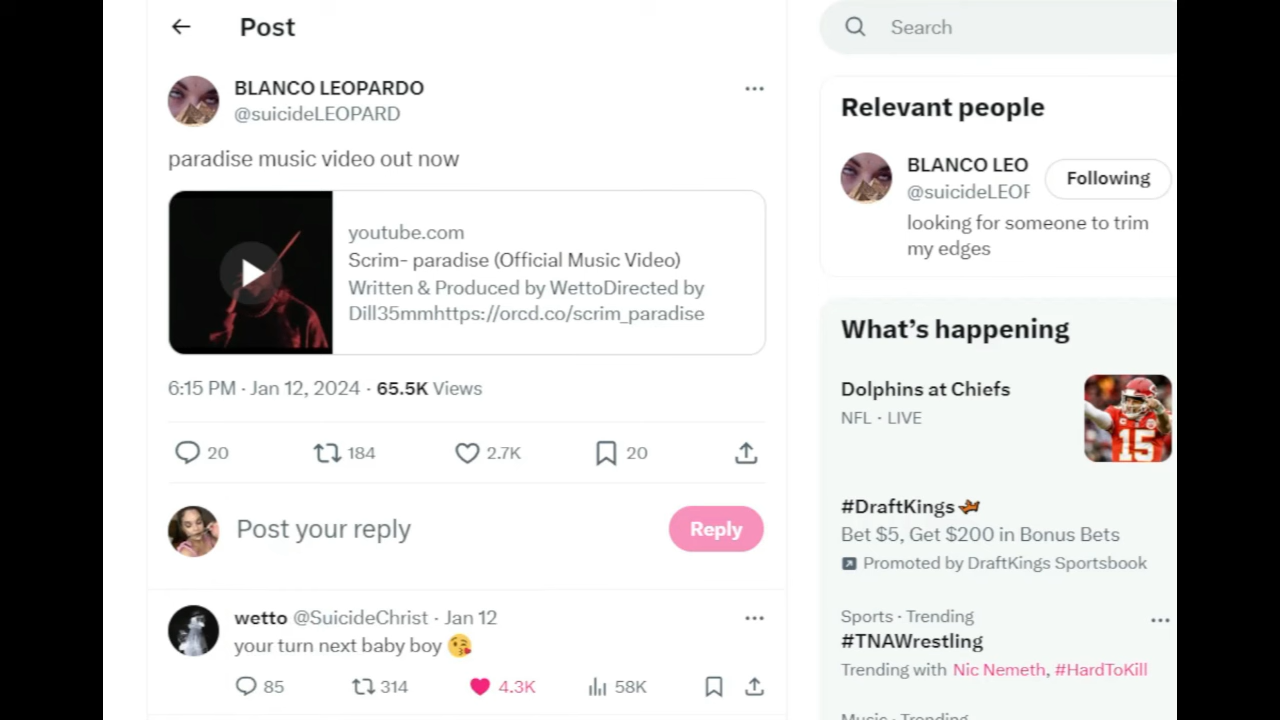 Post
BLANCO LEOPARDO
@suicideLEOPARD
paradise music video out now
youtube.com
Scrim- paradise (Official Music Video)
Written & Produced by WettoDirected by
Dill35mmhttps://orcd.co/scrim_paradise
6:15 PM · Jan 12, 2024 · 65.5K Views
20 184 2.7K 20
Post your reply
Reply
wetto @SuicideChrist · Jan 12
your turn next baby boy 😘
85 314 4.3K 58K
Search
Relevant people
BLANCO LEO
Following
@suicideLEOP
looking for someone to trim
my edges
What’s happening
Dolphins at Chiefs
NFL · LIVE
15
#DraftKings
Bet $5, Get $200 in Bonus Bets
Promoted by DraftKings Sportsbook
Sports · Trending
#TNAWrestling
Trending with Nic Nemeth, #HardToKill
Music · Trending